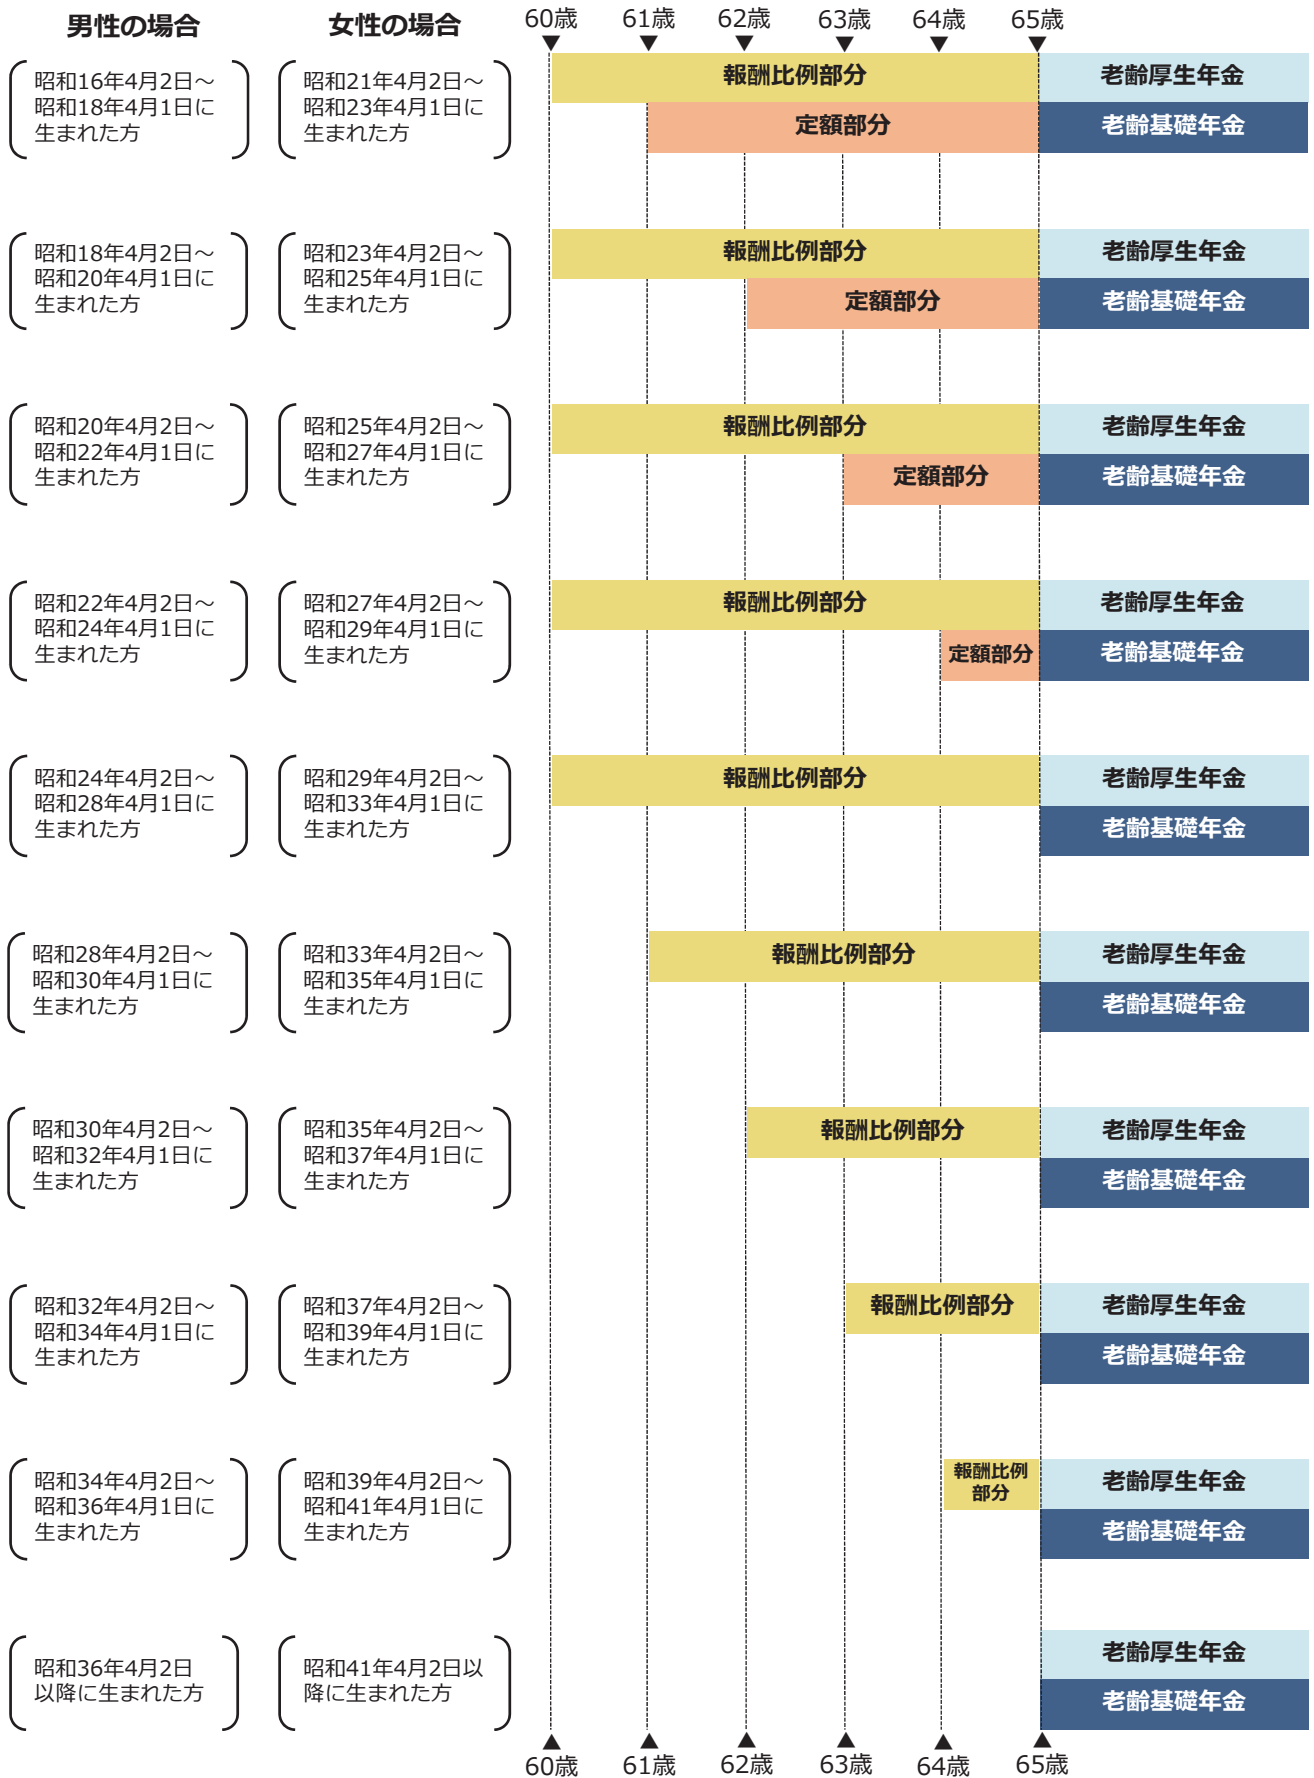 男性の場合
女性の場合
60歳
61歳
62歳
63歳
64歳
65歳
▼
▼
▼
▼
▼
▼
昭和16年4月2日～
昭和18年4月1日に
生まれた方
昭和21年4月2日～
昭和23年4月1日に
生まれた方
報酬比例部分
老齢厚生年金
定額部分
老齢基礎年金
昭和18年4月2日～
昭和20年4月1日に
生まれた方
昭和23年4月2日～
昭和25年4月1日に
生まれた方
報酬比例部分
老齢厚生年金
定額部分
老齢基礎年金
昭和20年4月2日～
昭和22年4月1日に
生まれた方
昭和25年4月2日～
昭和27年4月1日に
生まれた方
報酬比例部分
老齢厚生年金
定額部分
老齢基礎年金
昭和22年4月2日～
昭和24年4月1日に
生まれた方
昭和27年4月2日～
昭和29年4月1日に
生まれた方
報酬比例部分
老齢厚生年金
定額部分
老齢基礎年金
昭和24年4月2日～
昭和28年4月1日に
生まれた方
昭和29年4月2日～
昭和33年4月1日に
生まれた方
報酬比例部分
老齢厚生年金
老齢基礎年金
昭和28年4月2日～
昭和30年4月1日に
生まれた方
昭和33年4月2日～
昭和35年4月1日に
生まれた方
報酬比例部分
老齢厚生年金
老齢基礎年金
昭和30年4月2日～
昭和32年4月1日に
生まれた方
昭和35年4月2日～
昭和37年4月1日に
生まれた方
報酬比例部分
老齢厚生年金
老齢基礎年金
昭和32年4月2日～
昭和34年4月1日に
生まれた方
昭和37年4月2日～
昭和39年4月1日に
生まれた方
報酬比例部分
老齢厚生年金
老齢基礎年金
昭和34年4月2日～
昭和36年4月1日に
生まれた方
昭和39年4月2日～
昭和41年4月1日に
生まれた方
報酬比例
部分
老齢厚生年金
老齢基礎年金
昭和36年4月2日
以降に生まれた方
昭和41年4月2日以
降に生まれた方
老齢厚生年金
老齢基礎年金
▲
▲
▲
▲
▲
▲
60歳
61歳
62歳
63歳
64歳
65歳